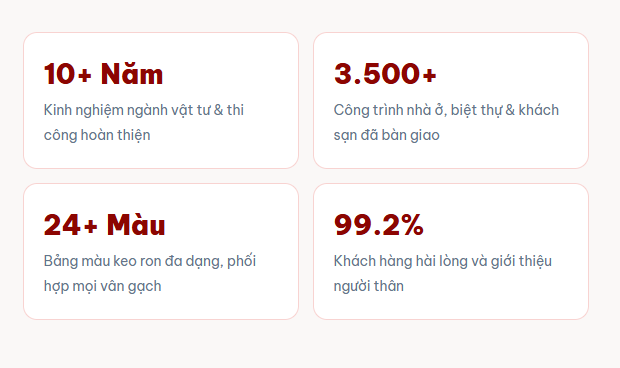 10+ Năm
Kinh nghiệm ngành vật tư & thi
công hoàn thiện
3.500+
Công trình nhà ở, biệt thự & khách
sạn đã bàn giao
24+ Màu
Bảng màu keo ron đa dạng, phối
hợp mọi vân gạch
99.2%
Khách hàng hài lòng và giới thiệu
người thân